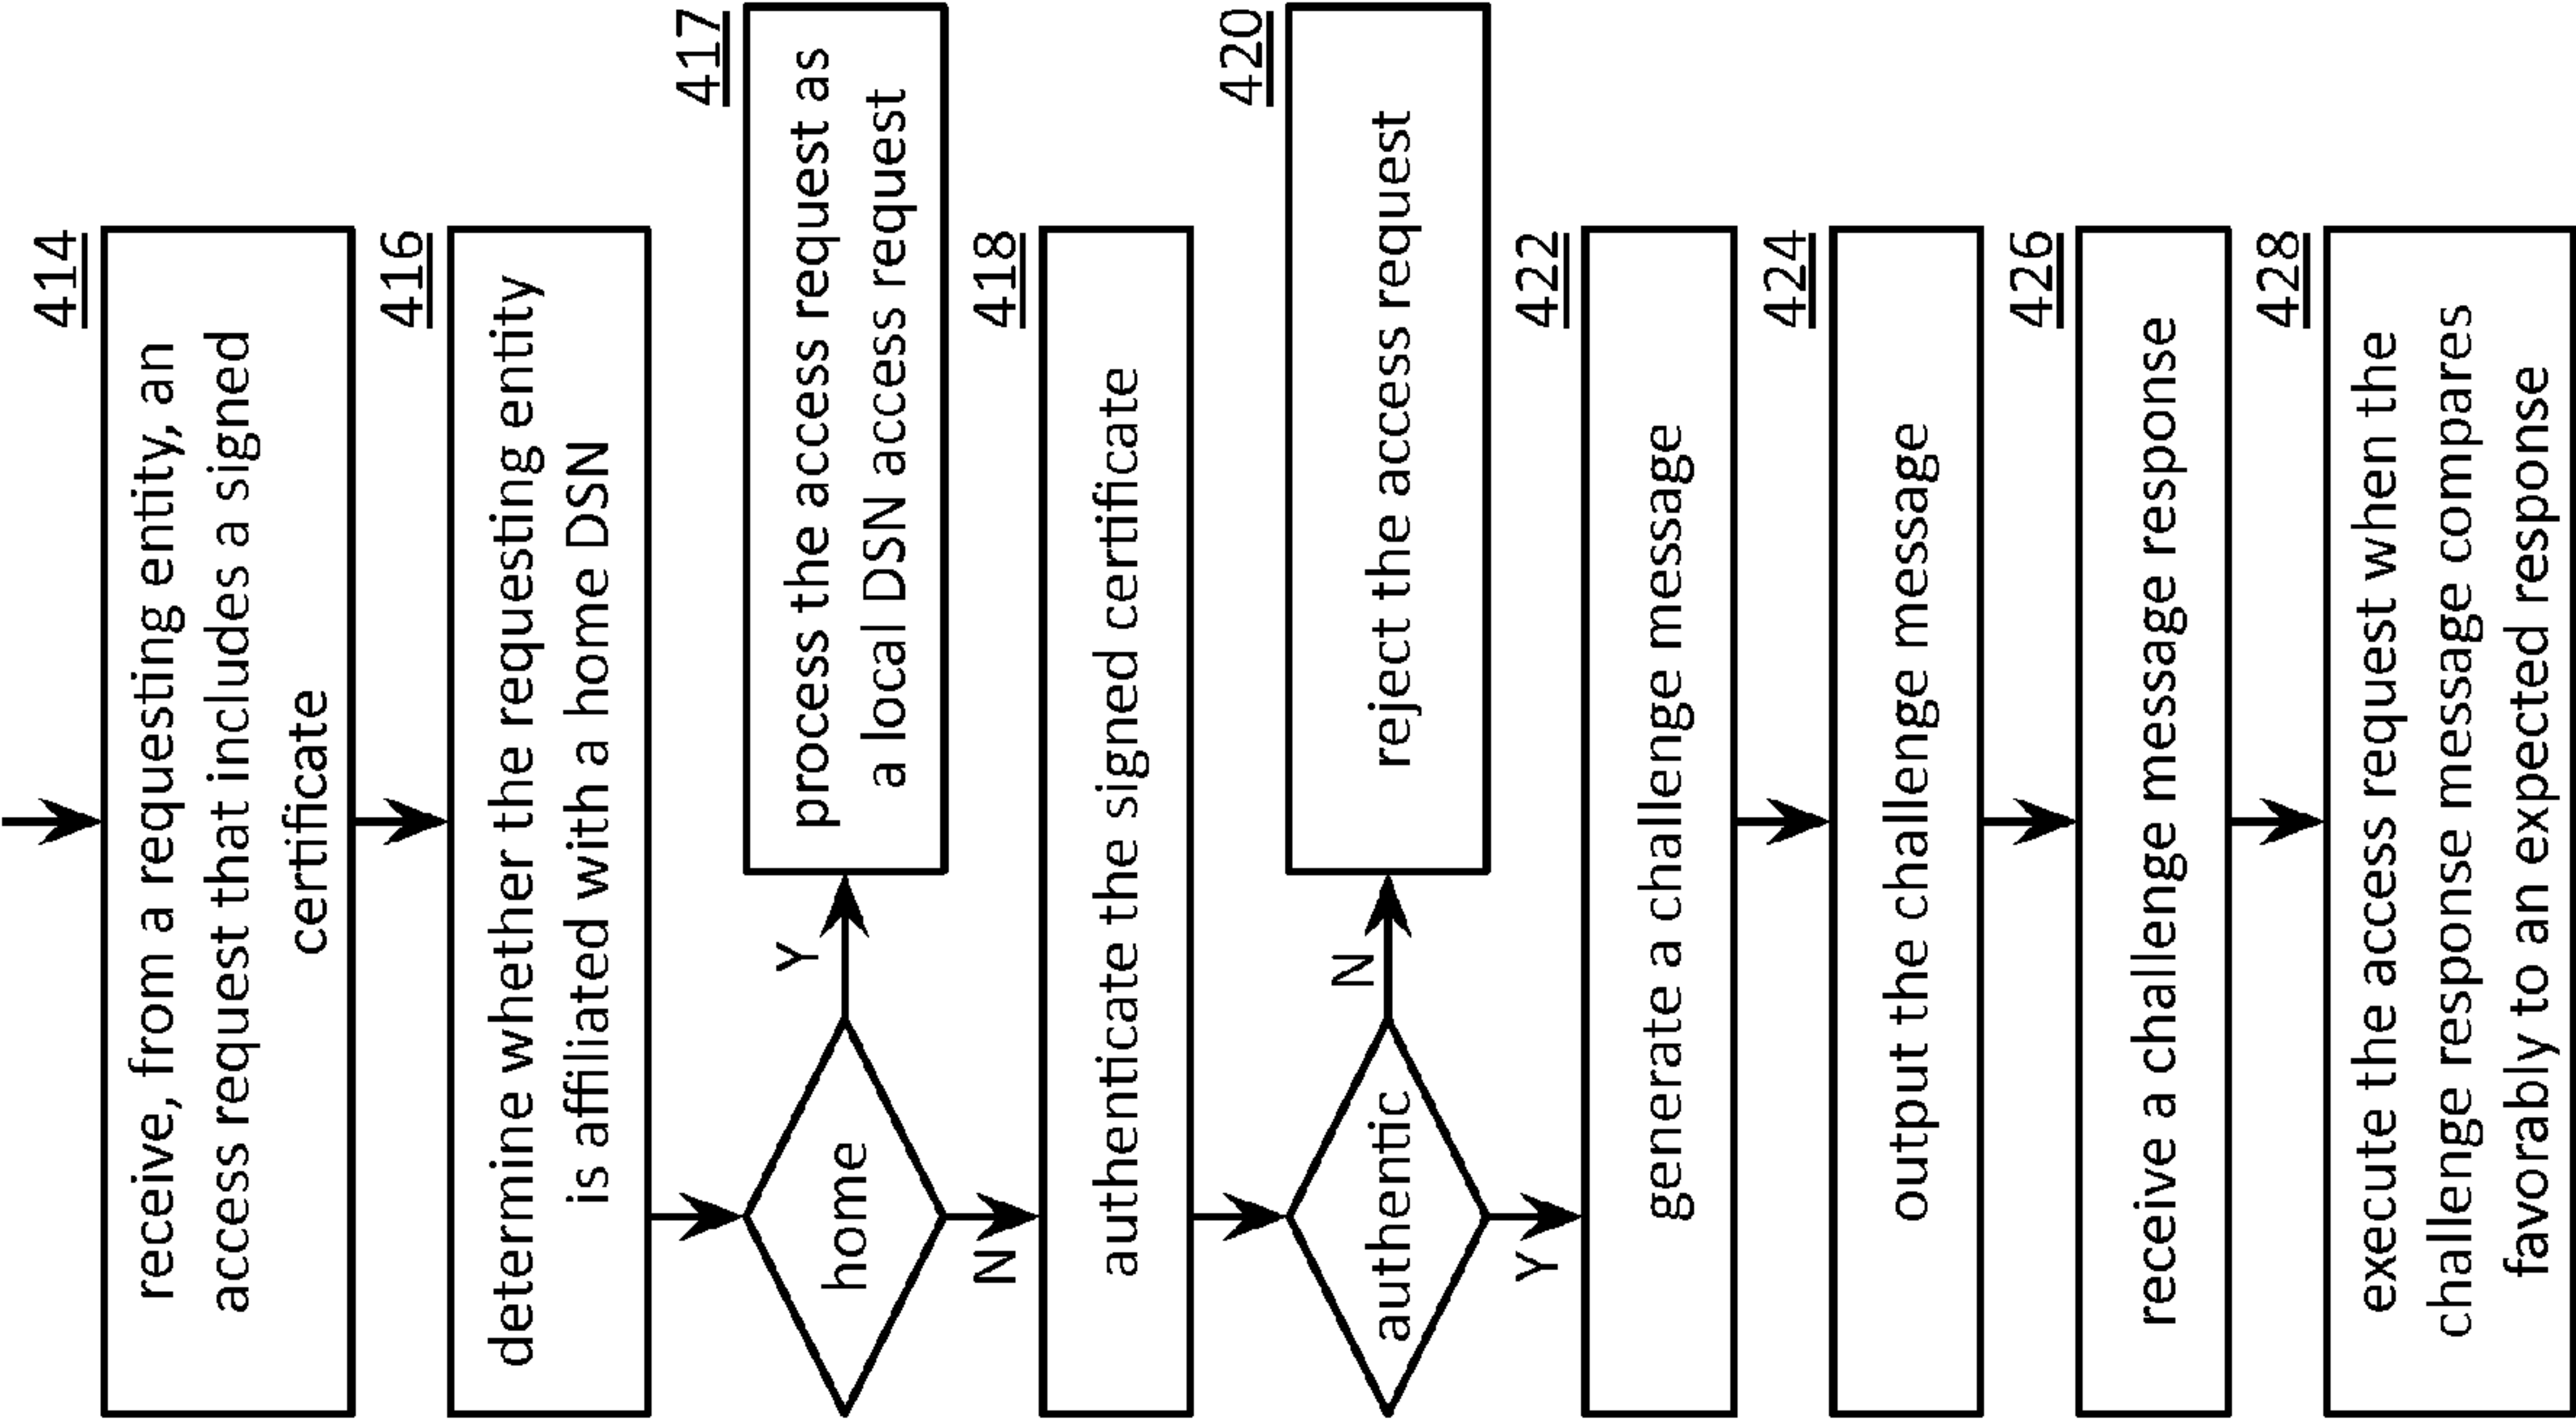 414
receive, from a requesting entity, an
access request that includes a signed
certificate
416
determine whether the requesting entity
is affiliated with a home DSN
home
Y
417
process the access request as
a local DSN access request
N
418
authenticate the signed certificate
authentic
N
420
reject the access request
Y
422
generate a challenge message
424
output the challenge message
426
receive a challenge message response
428
execute the access request when the
challenge response message compares
favorably to an expected response